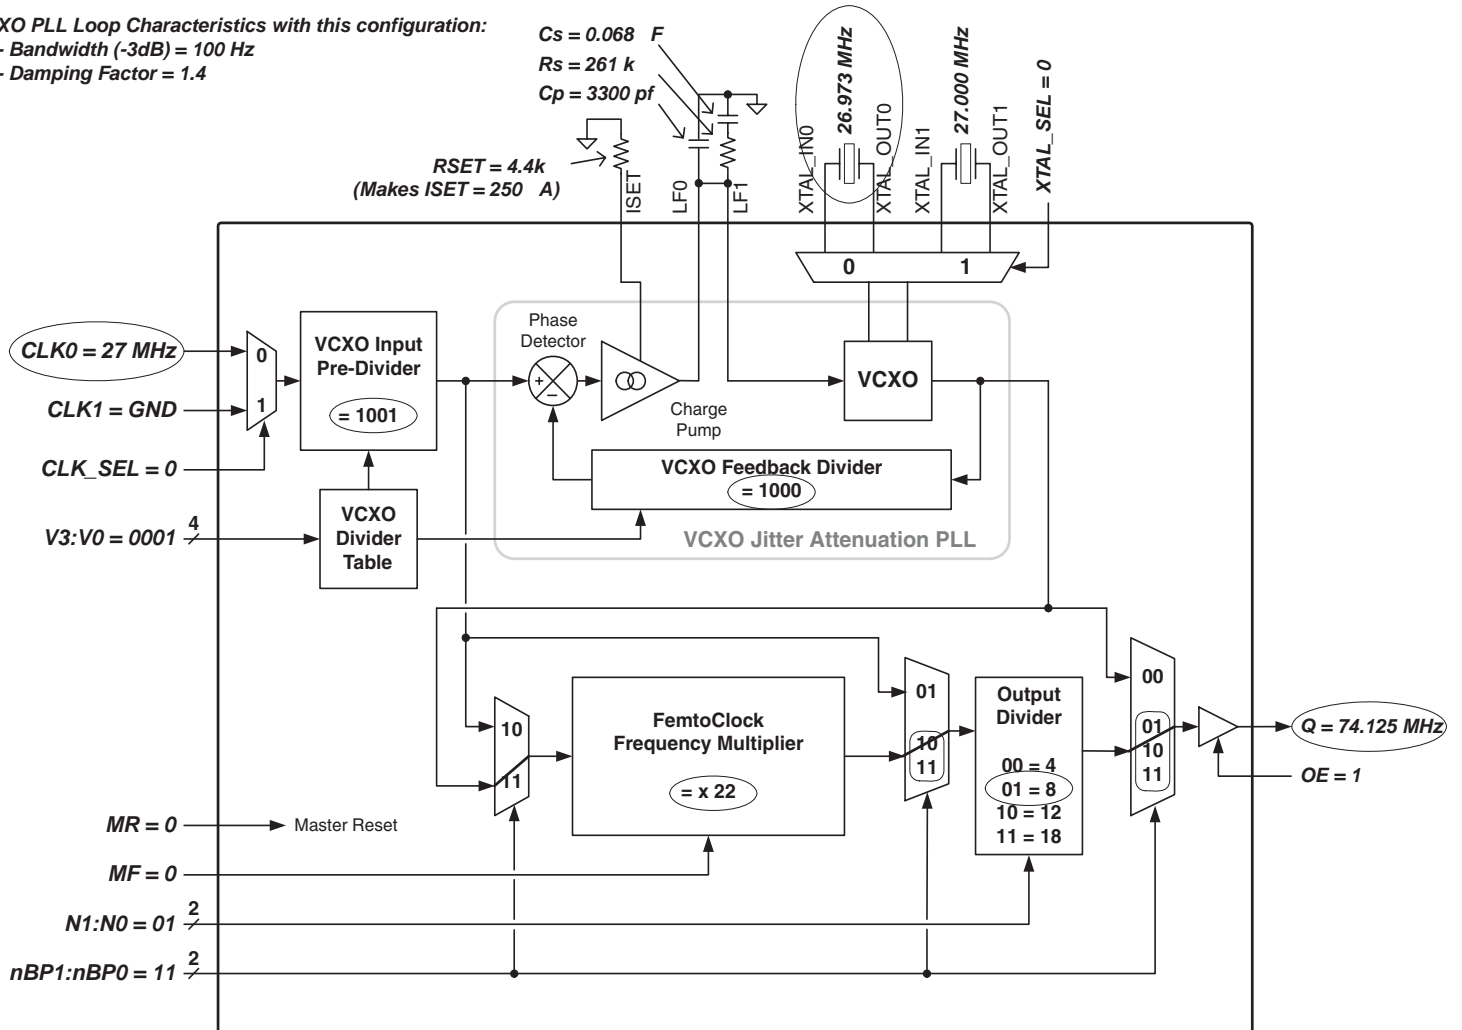 XO PLL Loop Characteristics with this configuration:
- Bandwidth (-3dB) = 100 Hz
- Damping Factor = 1.4
Cs = 0.068 F
Rs = 261 k
Cp = 3300 pf
RSET = 4.4k
(Makes ISET = 250 A)
ISET
LF0
LF1
XTAL_IN0
26.973 MHz
XTAL_OUT0
XTAL_IN1
27.000 MHz
XTAL_OUT1
XTAL_SEL = 0
0
1
CLK0 = 27 MHz
CLK1 = GND
CLK_SEL = 0
V3:V0 = 0001
4
0
1
VCXO Input
Pre-Divider
= 1001
VCXO
Divider
Table
Phase
Detector
+
−
Charge
Pump
VCXO
VCXO Feedback Divider
= 1000
VCXO Jitter Attenuation PLL
10
11
FemtoClock
Frequency Multiplier
= x 22
01
10
11
Output
Divider
00 = 4
01 = 8
10 = 12
11 = 18
00
01
10
11
Q = 74.125 MHz
OE = 1
MR = 0
Master Reset
MF = 0
N1:N0 = 01
2
nBP1:nBP0 = 11
2